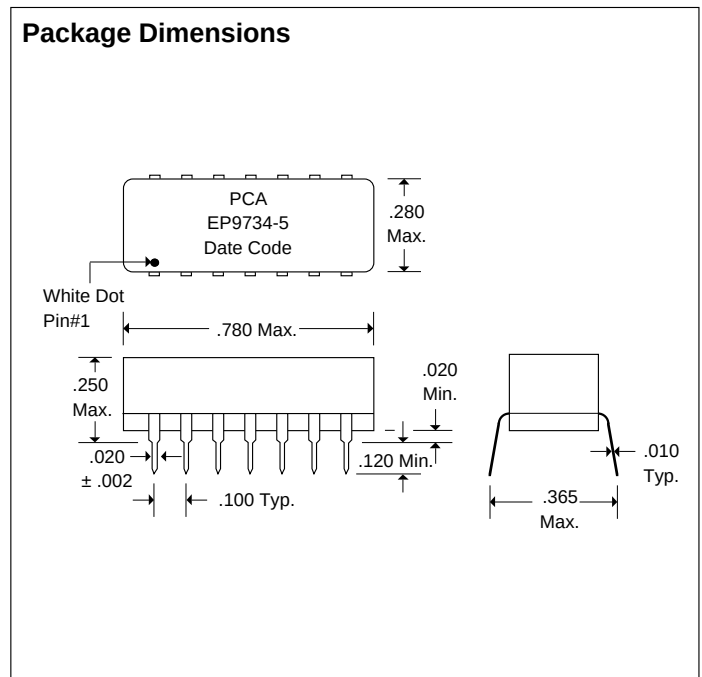 Package Dimensions
PCA
EP9734-5
Date Code
.280
Max.
White Dot
Pin#1
.780 Max.
.250
Max.
.020
Min.
.020
± .002
.120 Min.
.010
Typ.
.100 Typ.
.365
Max.